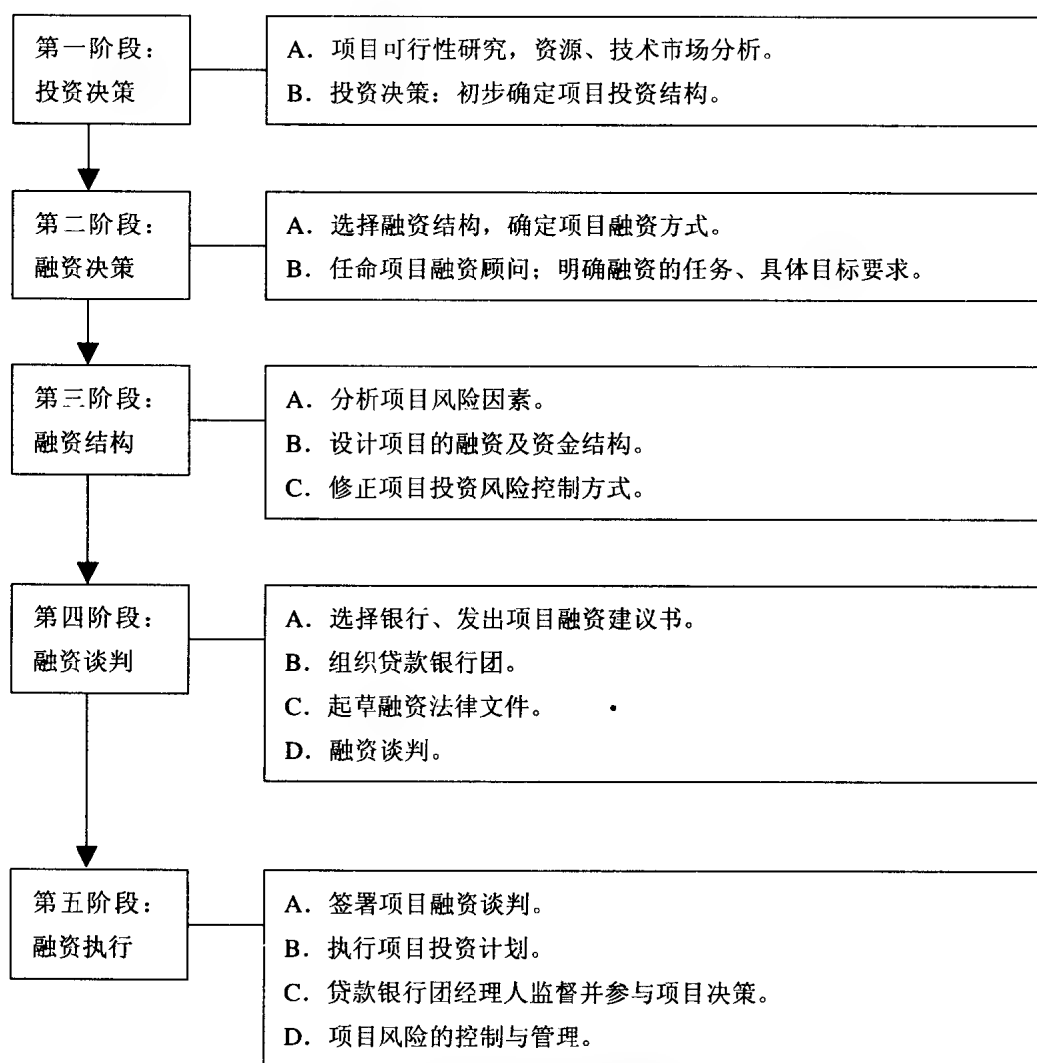 第一阶段：
投资决策
A．项目可行性研究，资源、技术市场分析。
B．投资决策：初步确定项目投资结构。
第二阶段：
融资决策
A．选择融资结构，确定项目融资方式。
B．任命项目融资顾问；明确融资的任务、具体目标要求。
第三阶段：
融资结构
A．分析项目风险因素。
B．设计项目的融资及资金结构。
C．修正项目投资风险控制方式。
第四阶段：
融资谈判
A．选择银行、发出项目融资建议书。
B．组织贷款银行团。
C．起草融资法律文件。
D．融资谈判。
第五阶段：
融资执行
A．签署项目融资谈判。
B．执行项目投资计划。
C．贷款银行团经理人监督并参与项目决策。
D．项目风险的控制与管理。